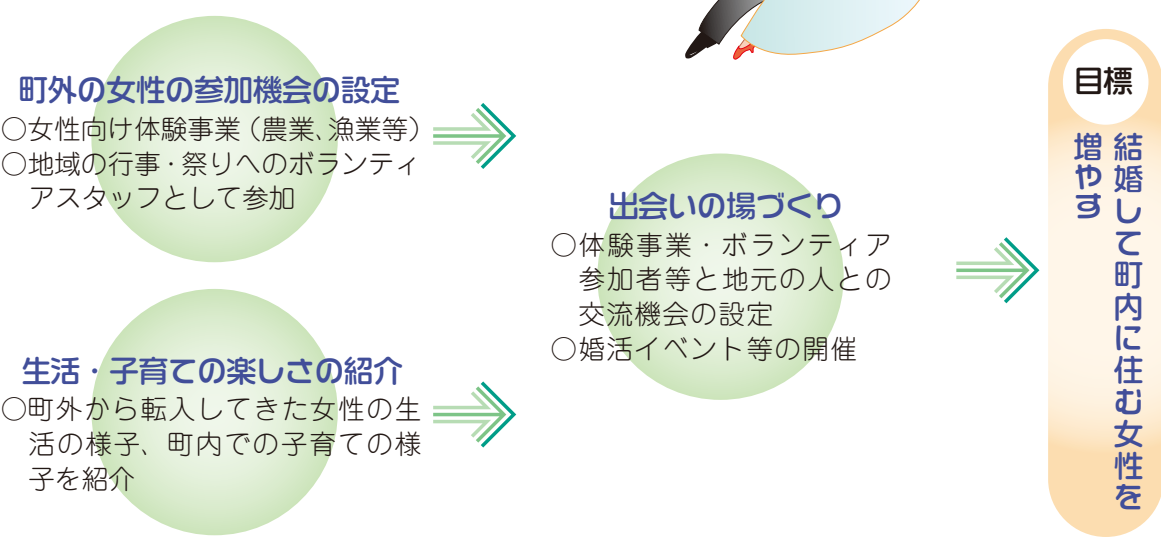 町外の女性の参加機会の設定
○女性向け体験事業（農業、漁業等）
○地域の行事・祭りへのボランティ
アスタッフとして参加
生活・子育ての楽しさの紹介
○町外から転入してきた女性の生
活の様子、町内での子育ての様
子を紹介
出会いの場づくり
○体験事業・ボランティア
参加者等と地元の人との
交流機会の設定
○婚活イベント等の開催
目標
結婚して町内に住む女性を
増やす